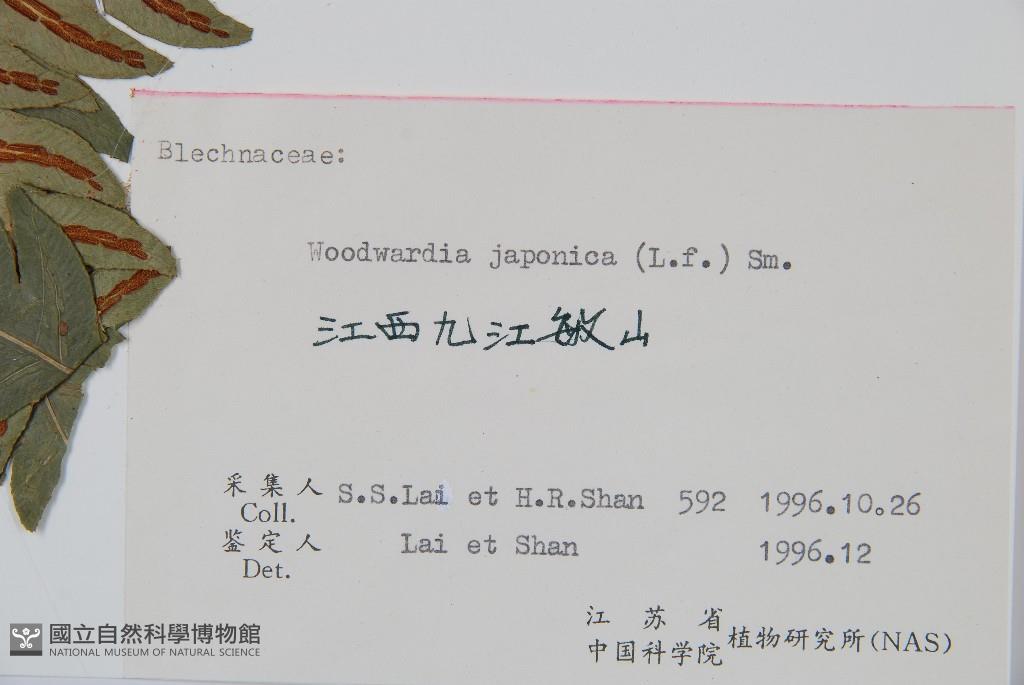 Blechnaceae:
Woodwardia japonica (L.f.) Sm.
江西九江敏山
采集人 S.S.Lai et H.R.Shan 592 1996.10.26
Coll.
鉴定人 Lai et Shan 1996.12
Det.
江苏省
中国科学院 植物研究所(NAS)
國立自然科學博物館
NATIONAL MUSEUM OF NATURAL SCIENCE